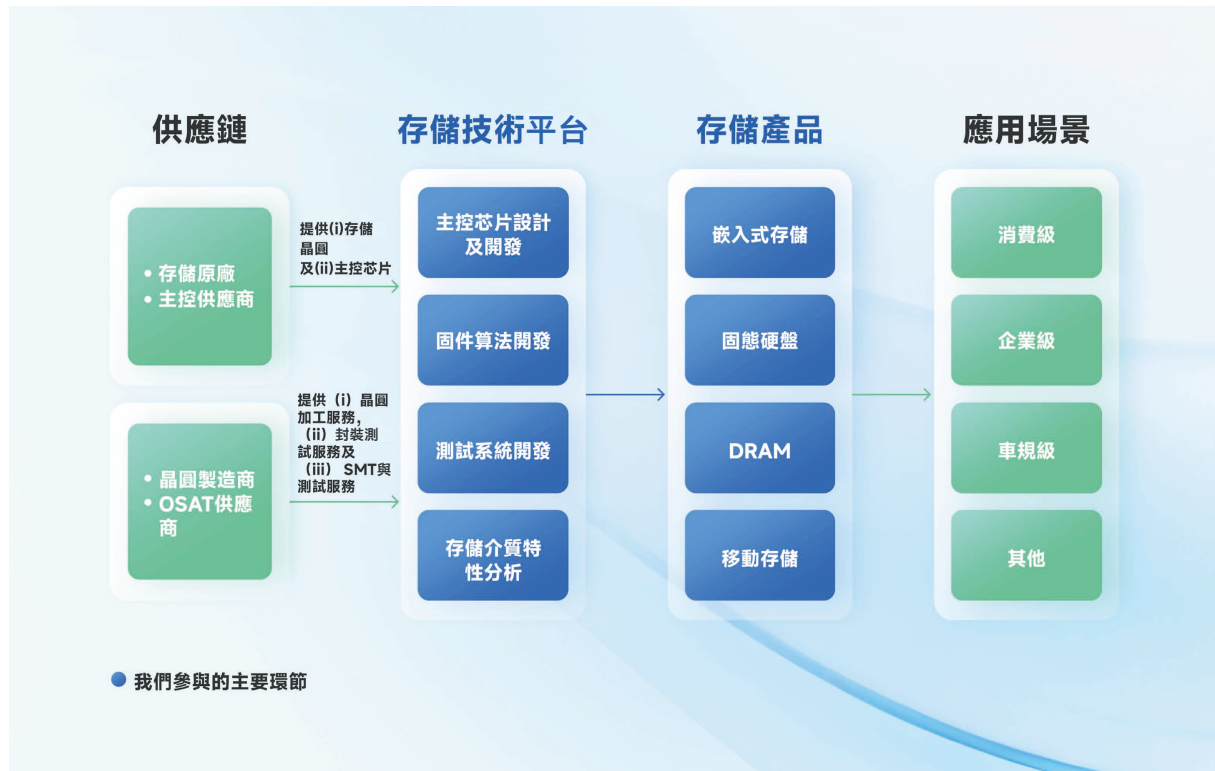 供應鏈
存儲技術平台
存儲產品
應用場景
• 存儲原廠
• 主控供應商
提供(i)存儲
晶圓
及(ii)主控芯片
• 晶圓製造商
• OSAT供應
商
提供（i）晶圓
加工服務，
（ii）封裝測
試服務及
（iii） SMT與
測試服務
主控芯片設計
及開發
固件算法開發
測試系統開發
存儲介質特
性分析
嵌入式存儲
固態硬盤
DRAM
移動存儲
消費級
企業級
車規級
其他
我們參與的主要環節